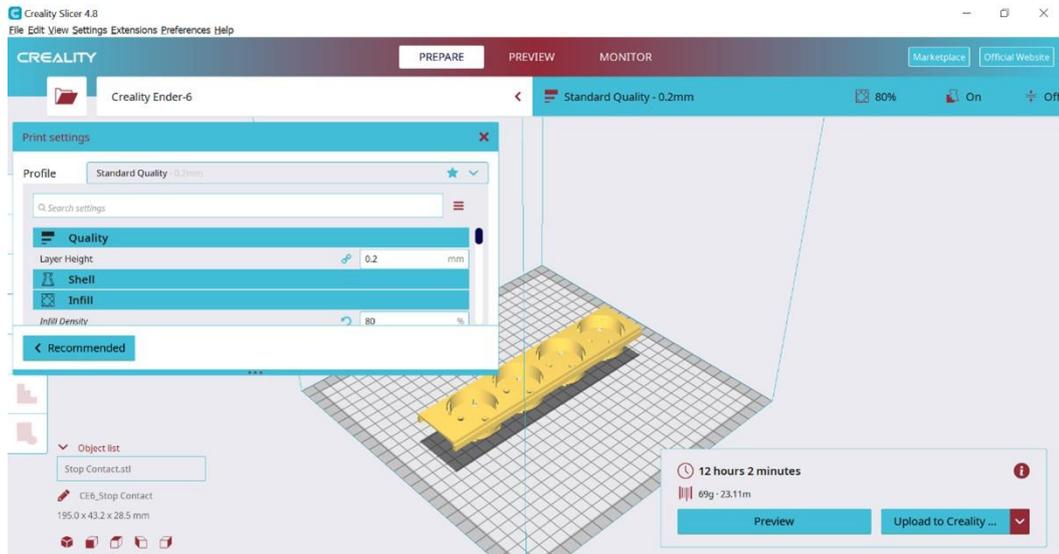 Creality Slicer 4.8
File Edit View Settings Extensions Preferences Help
CREALITY
PREPARE
PREVIEW
MONITOR
Marketplace
Official Website
Creality Ender-6
Standard Quality - 0.2mm
80%
On
Off
Print settings
Profile
Standard Quality - 0.2mm
Search settings
Quality
Layer Height
0.2
mm
Shell
Infill
Infill Density
80
%
Recommended
Object list
Stop Contact.stl
CE6_Stop Contact
195.0 x 43.2 x 28.5 mm
12 hours 2 minutes
69g · 23.11m
Preview
Upload to Creality ...